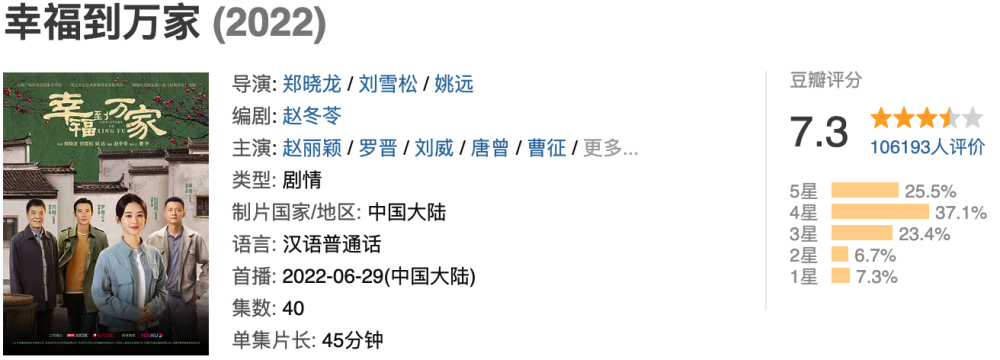 幸福到万家 (2022)
幸福到万家
THE STORY OF
XING FU
导演: 郑晓龙 / 刘雪松 / 姚远
编剧: 赵冬苓
主演: 赵丽颖 / 罗晋 / 刘威 / 唐曾 / 曹征 / 更多...
类型: 剧情
制片国家/地区: 中国大陆
语言: 汉语普通话
首播: 2022-06-29(中国大陆)
集数: 40
单集片长: 45分钟
豆瓣评分
7.3
106193人评价
5星 25.5%
4星 37.1%
3星 23.4%
2星 6.7%
1星 7.3%